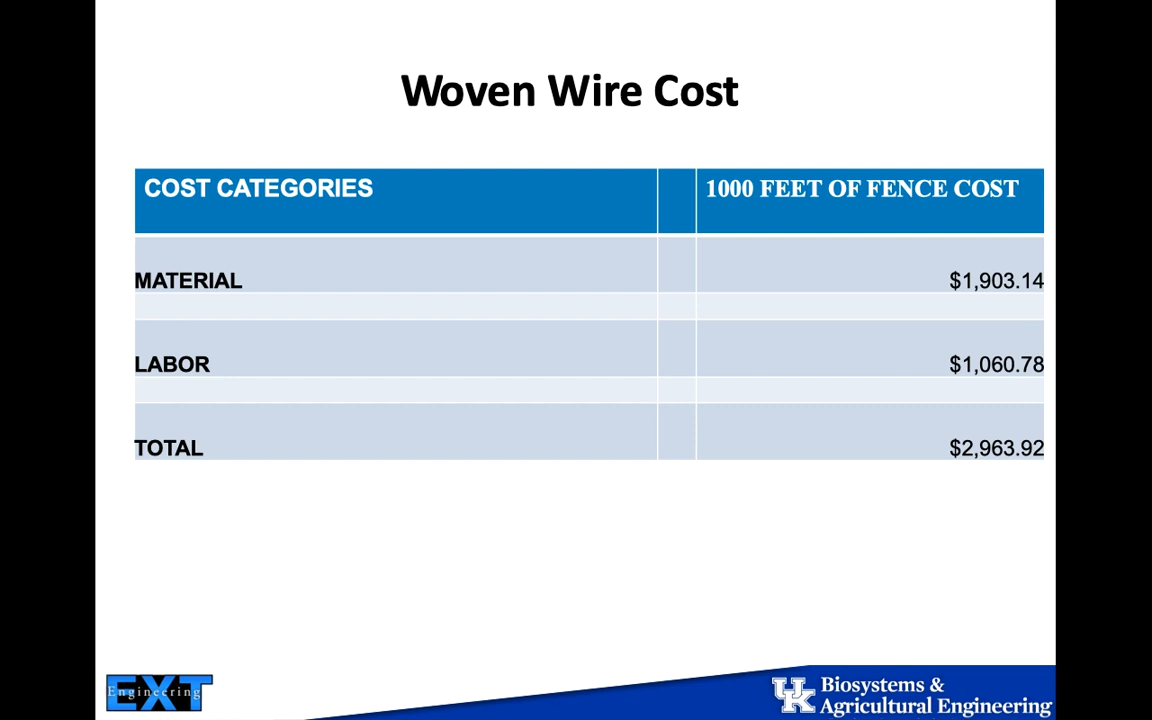 Woven Wire Cost
COST CATEGORIES 1000 FEET OF FENCE COST
MATERIAL $1,903.14
LABOR $1,060.78
TOTAL $2,963.92
EXT
Engineering
UK Biosystems &
Agricultural Engineering